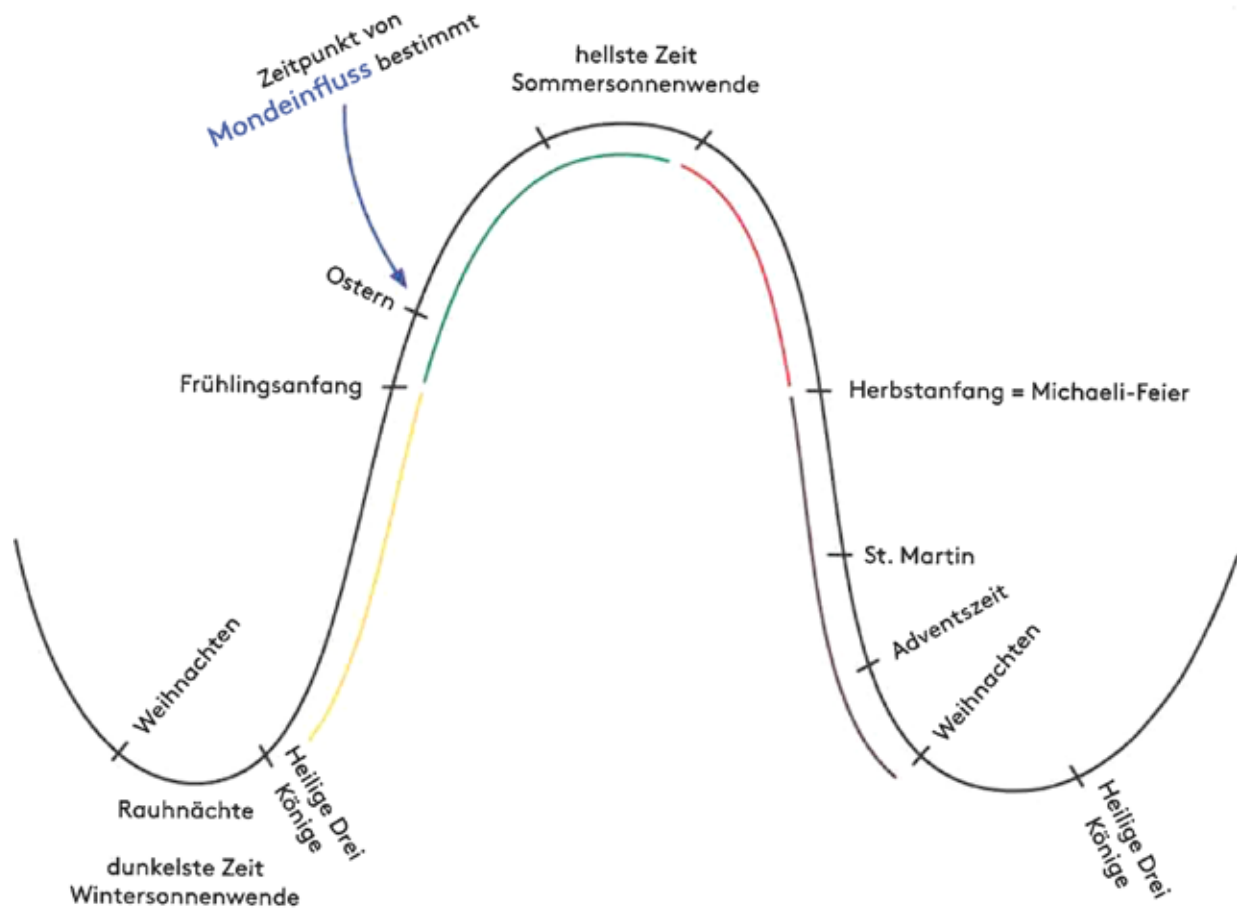 Zeitpunkt von
Mondeinfluss bestimmt
hellste Zeit
Sommersonnenwende
Ostern
Frühlingsanfang
Herbstanfang = Michaeli-Feier
St. Martin
Adventszeit
Weihnachten
Weihnachten
Heilige Drei
Könige
Rauhnächte
dunkelste Zeit
Wintersonnenwende
Heilige Drei
Könige